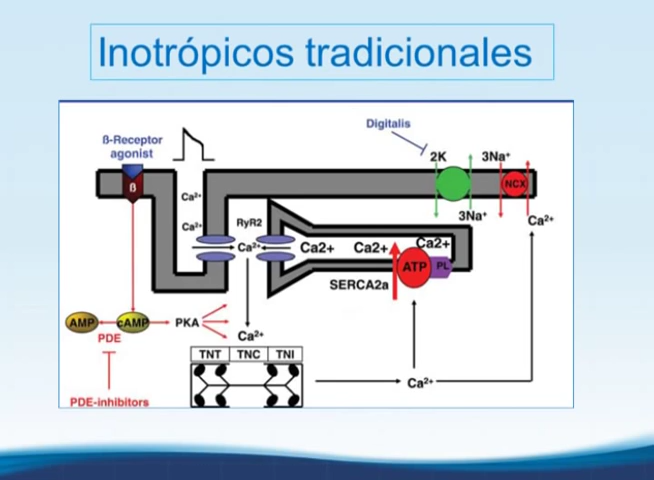 Inotrópicos tradicionales
Digitalis
ß-Receptor
agonist
2K
3Na⁺
ß
NCX
Ca²⁺
3Na⁺
Ca²⁺
Ca²⁺
RyR2
Ca²⁺
Ca2+
Ca2+
Ca2+
ATP
PL
SERCA2a
AMP
cAMP
PKA
PDE
Ca²⁺
TNT
TNC
TNI
Ca²⁺
PDE-inhibitors